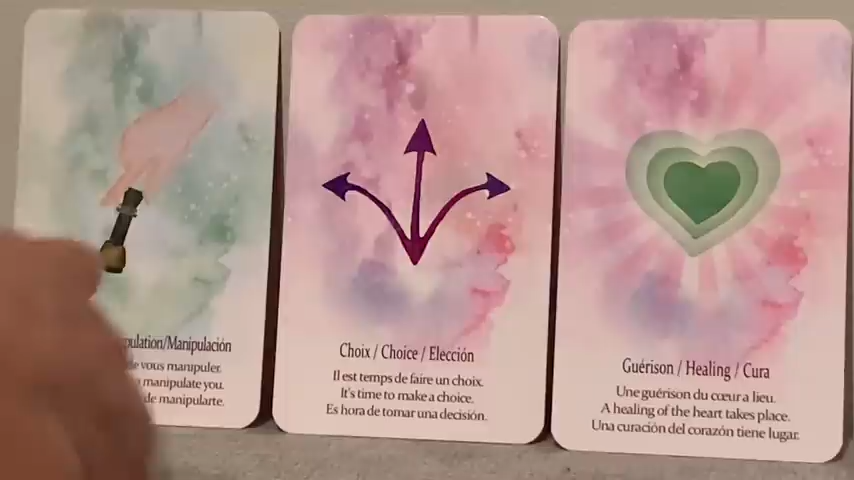 pulation/Manipulación
de vous manipuler.
manipulate you.
de manipularte.
Choix / Choice / Elección
Il est temps de faire un choix.
It's time to make a choice.
Es hora de tomar una decisión.
Guérison / Healing / Cura
Une guérison du cœur a lieu.
A healing of the heart takes place.
Una curación del corazón tiene lugar.